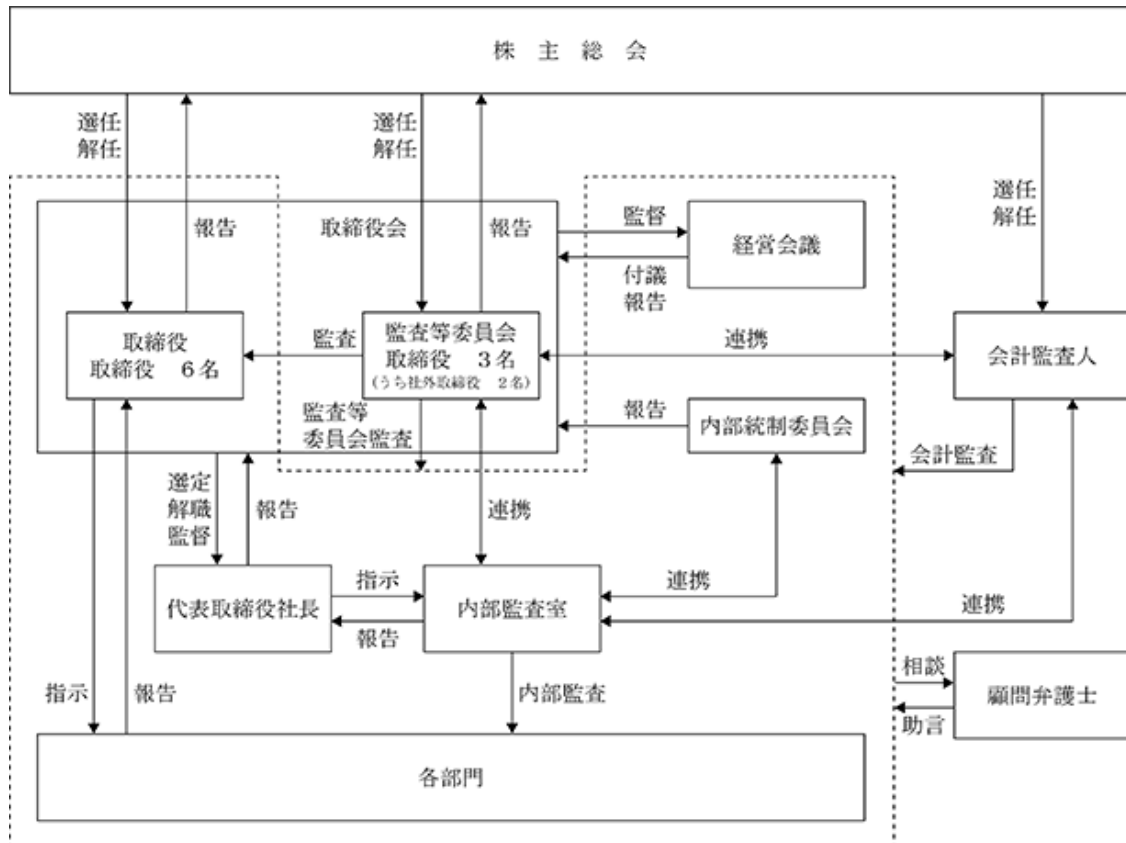 株 主 総 会
選任
解任
報告
選任
解任
報告
選任
解任
取締役会
監督
付議
報告
経営会議
取締役
取締役 6名
監査
監査等委員会
取締役 3名
(うち社外取締役 2名)
連携
会計監査人
監査等
委員会監査
報告
内部統制委員会
会計監査
選定
解職
監督
報告
連携
代表取締役社長
指示
報告
内部監査室
連携
連携
指示
報告
内部監査
相談
助言
顧問弁護士
各部門